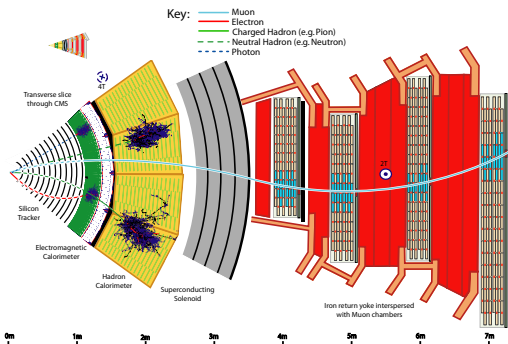 Key:
Muon
Electron
Charged Hadron (e.g. Pion)
Neutral Hadron (e.g. Neutron)
Photon
4T
Transverse slice
through CMS
2T
Silicon
Tracker
Electromagnetic
Calorimeter
Hadron
Calorimeter
Superconducting
Solenoid
Iron return yoke interspersed
with Muon chambers
0m 1m 2m 3m 4m 5m 6m 7m